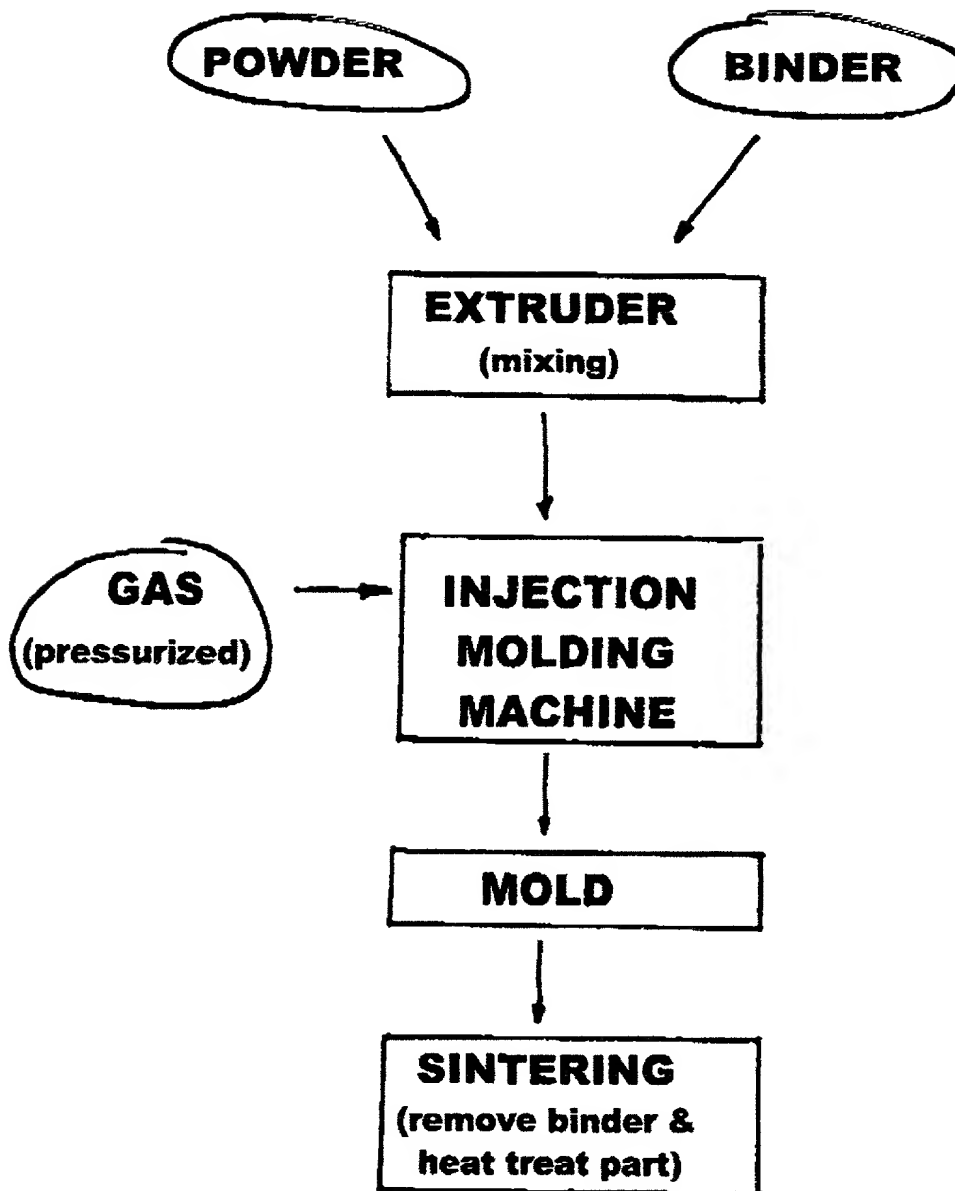 POWDER
BINDER
EXTRUDER
(mixing)
GAS
(pressurized)
INJECTION
MOLDING
MACHINE
MOLD
SINTERING
(remove binder &
heat treat part)